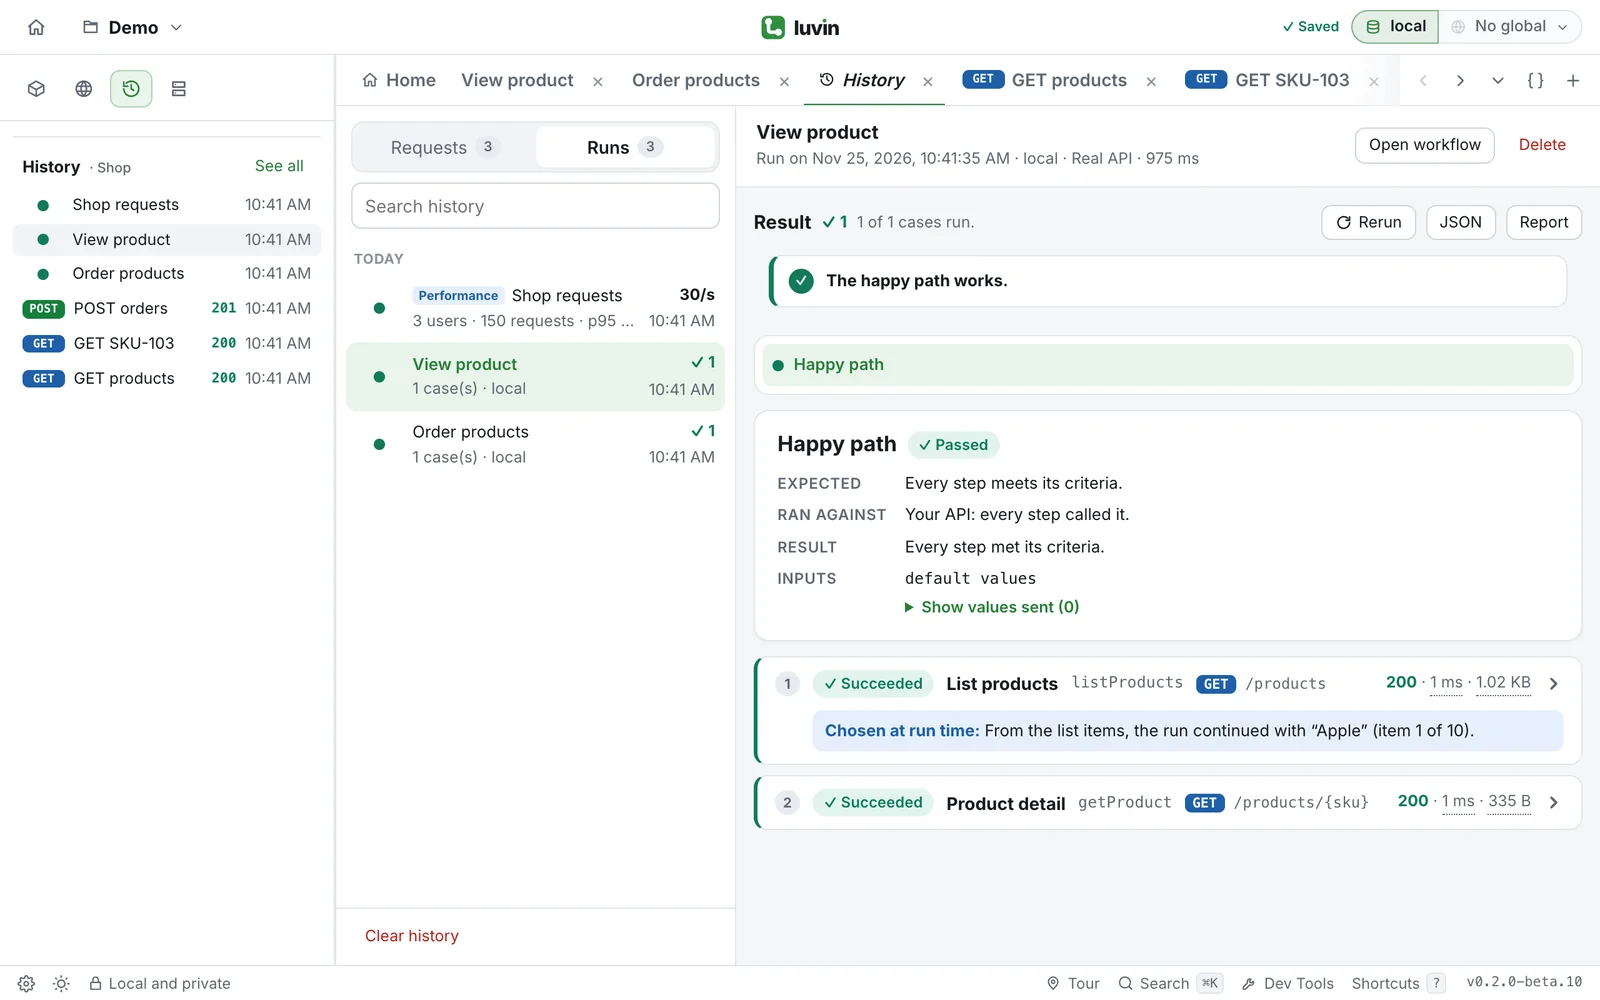 Demo
luvin
Saved
local
No global
Home
View product
Order products
History
GET GET products
GET GET SKU-103
{ }
History · Shop
See all
Shop requests 10:41 AM
View product 10:41 AM
Order products 10:41 AM
POST POST orders 201 10:41 AM
GET GET SKU-103 200 10:41 AM
GET GET products 200 10:41 AM
Requests 3
Runs 3
Search history
TODAY
Performance Shop requests 30/s
3 users · 150 requests · p95 ... 10:41 AM
View product ✓ 1
1 case(s) · local 10:41 AM
Order products ✓ 1
1 case(s) · local 10:41 AM
Clear history
View product
Run on Nov 25, 2026, 10:41:35 AM · local · Real API · 975 ms
Open workflow
Delete
Result ✓ 1 1 of 1 cases run.
Rerun
JSON
Report
The happy path works.
Happy path
Happy path ✓ Passed
EXPECTED Every step meets its criteria.
RAN AGAINST Your API: every step called it.
RESULT Every step met its criteria.
INPUTS default values
Show values sent (0)
1 ✓ Succeeded List products listProducts GET /products 200 · 1 ms · 1.02 KB
Chosen at run time: From the list items, the run continued with “Apple” (item 1 of 10).
2 ✓ Succeeded Product detail getProduct GET /products/{sku} 200 · 1 ms · 335 B
Local and private
Tour
Search ⌘K
Dev Tools
Shortcuts ?
v0.2.0-beta.10